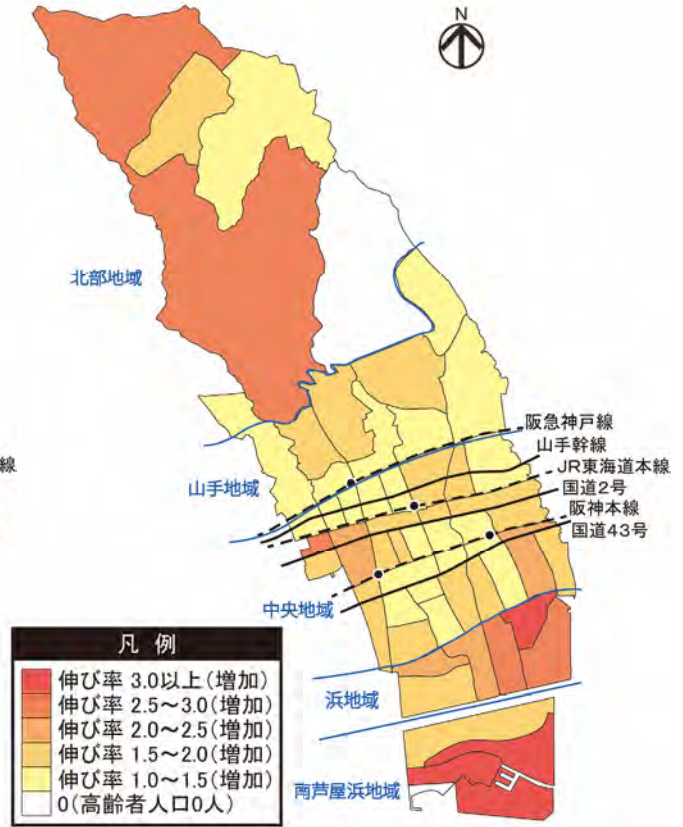 N
北部地域
阪急神戸線
山手幹線
線
JR東海道本線
山手地域
国道2号
阪神本線
国道43号
中央地域
凡 例
伸び率 3.0以上(増加)
伸び率 2.5~3.0(増加)
伸び率 2.0~2.5(増加)
伸び率 1.5~2.0(増加)
伸び率 1.0~1.5(増加)
0(高齢者人口0人)
浜地域
南芦屋浜地域